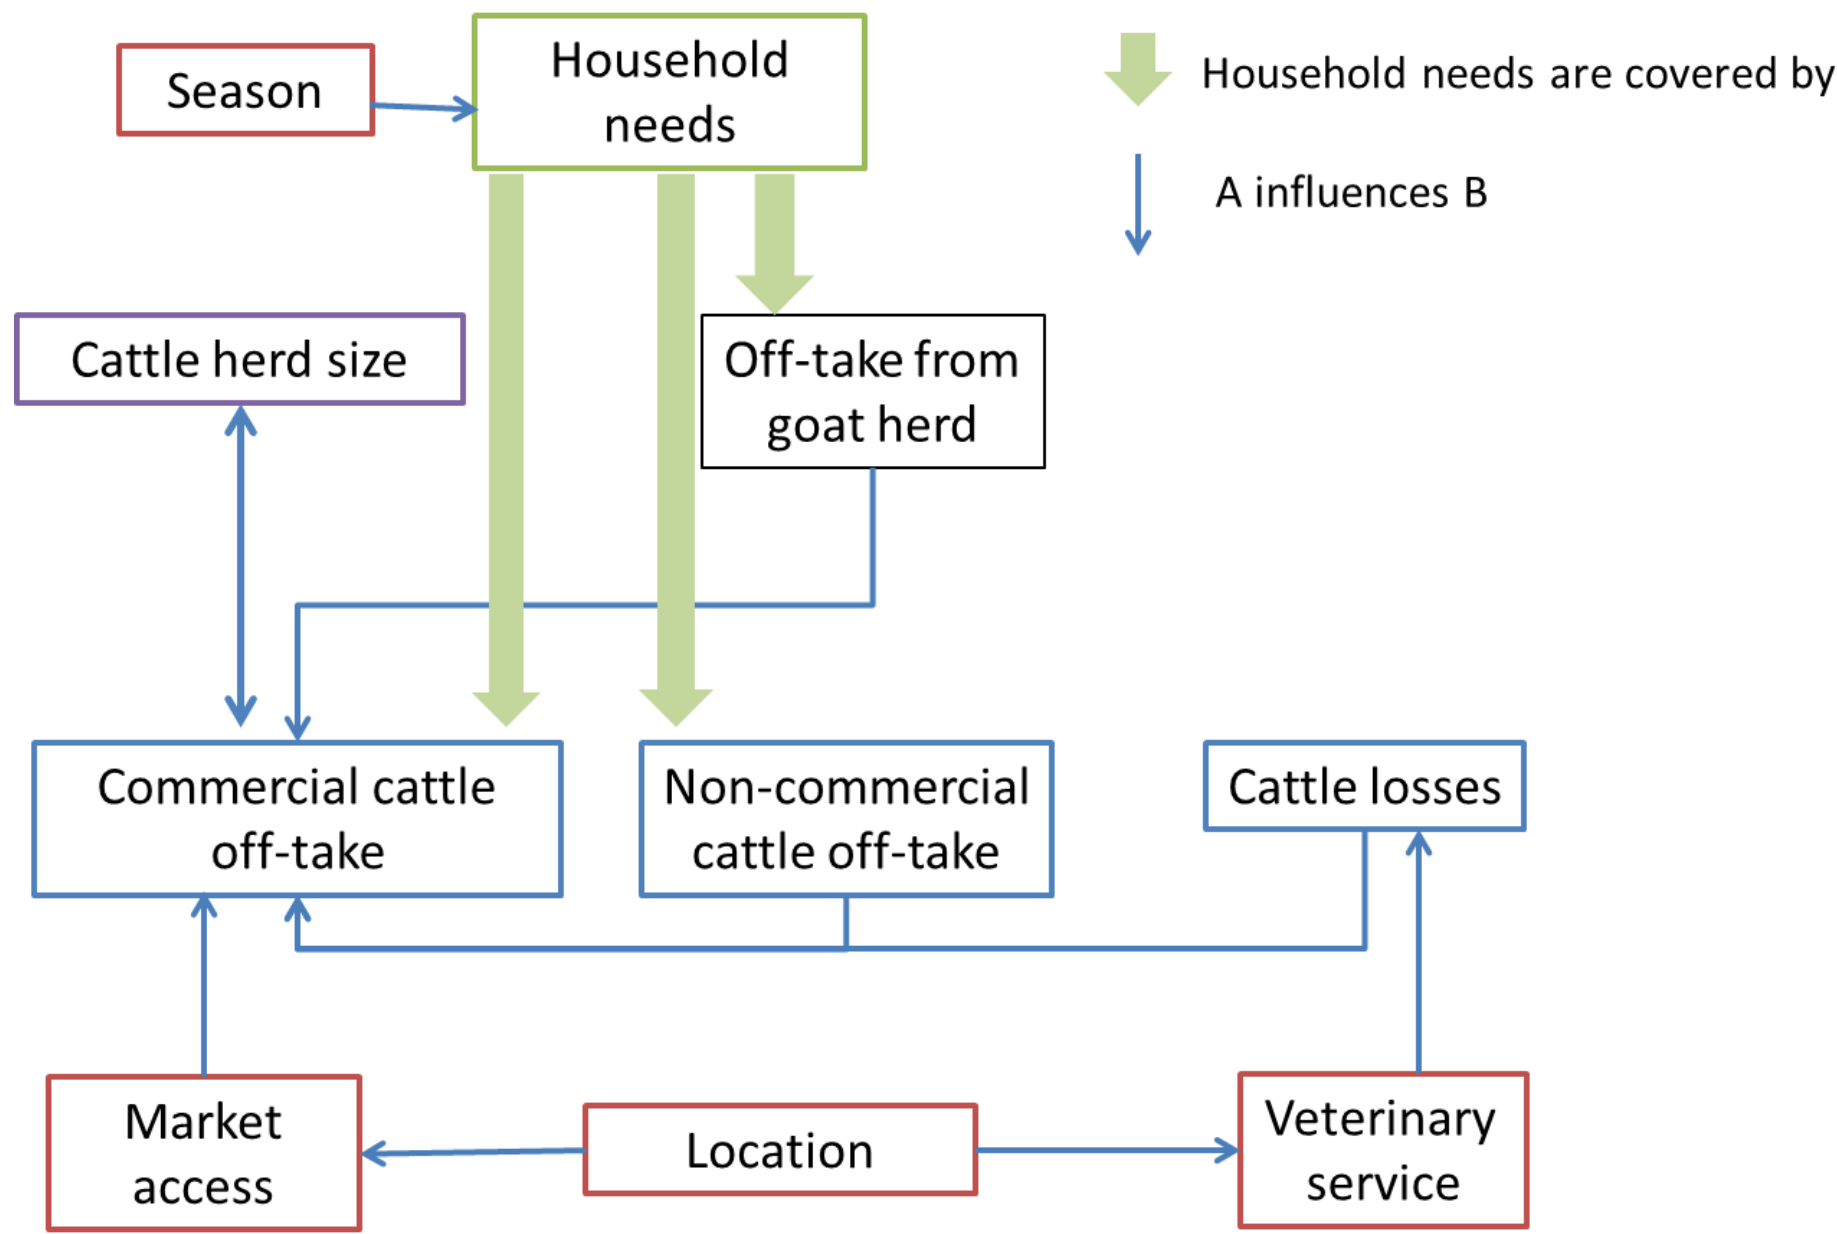 Season
Household
needs
Household needs are covered by
A influences B
Cattle herd size
Off-take from
goat herd
Commercial cattle
off-take
Non-commercial
cattle off-take
Cattle losses
Market
access
Location
Veterinary
service